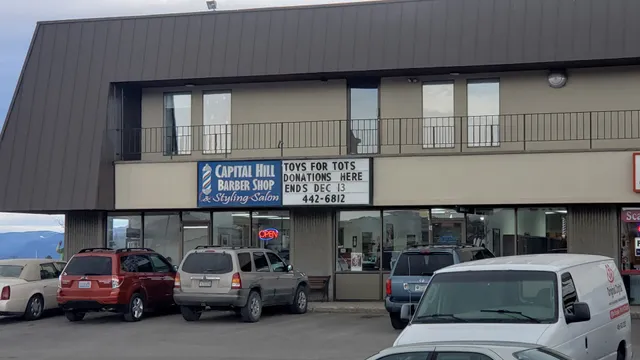 CAPITAL HILL
BARBER SHOP
& Styling Salon
TOYS FOR TOTS
DONATIONS HERE
ENDS DEC 13
442-6812
OPEN